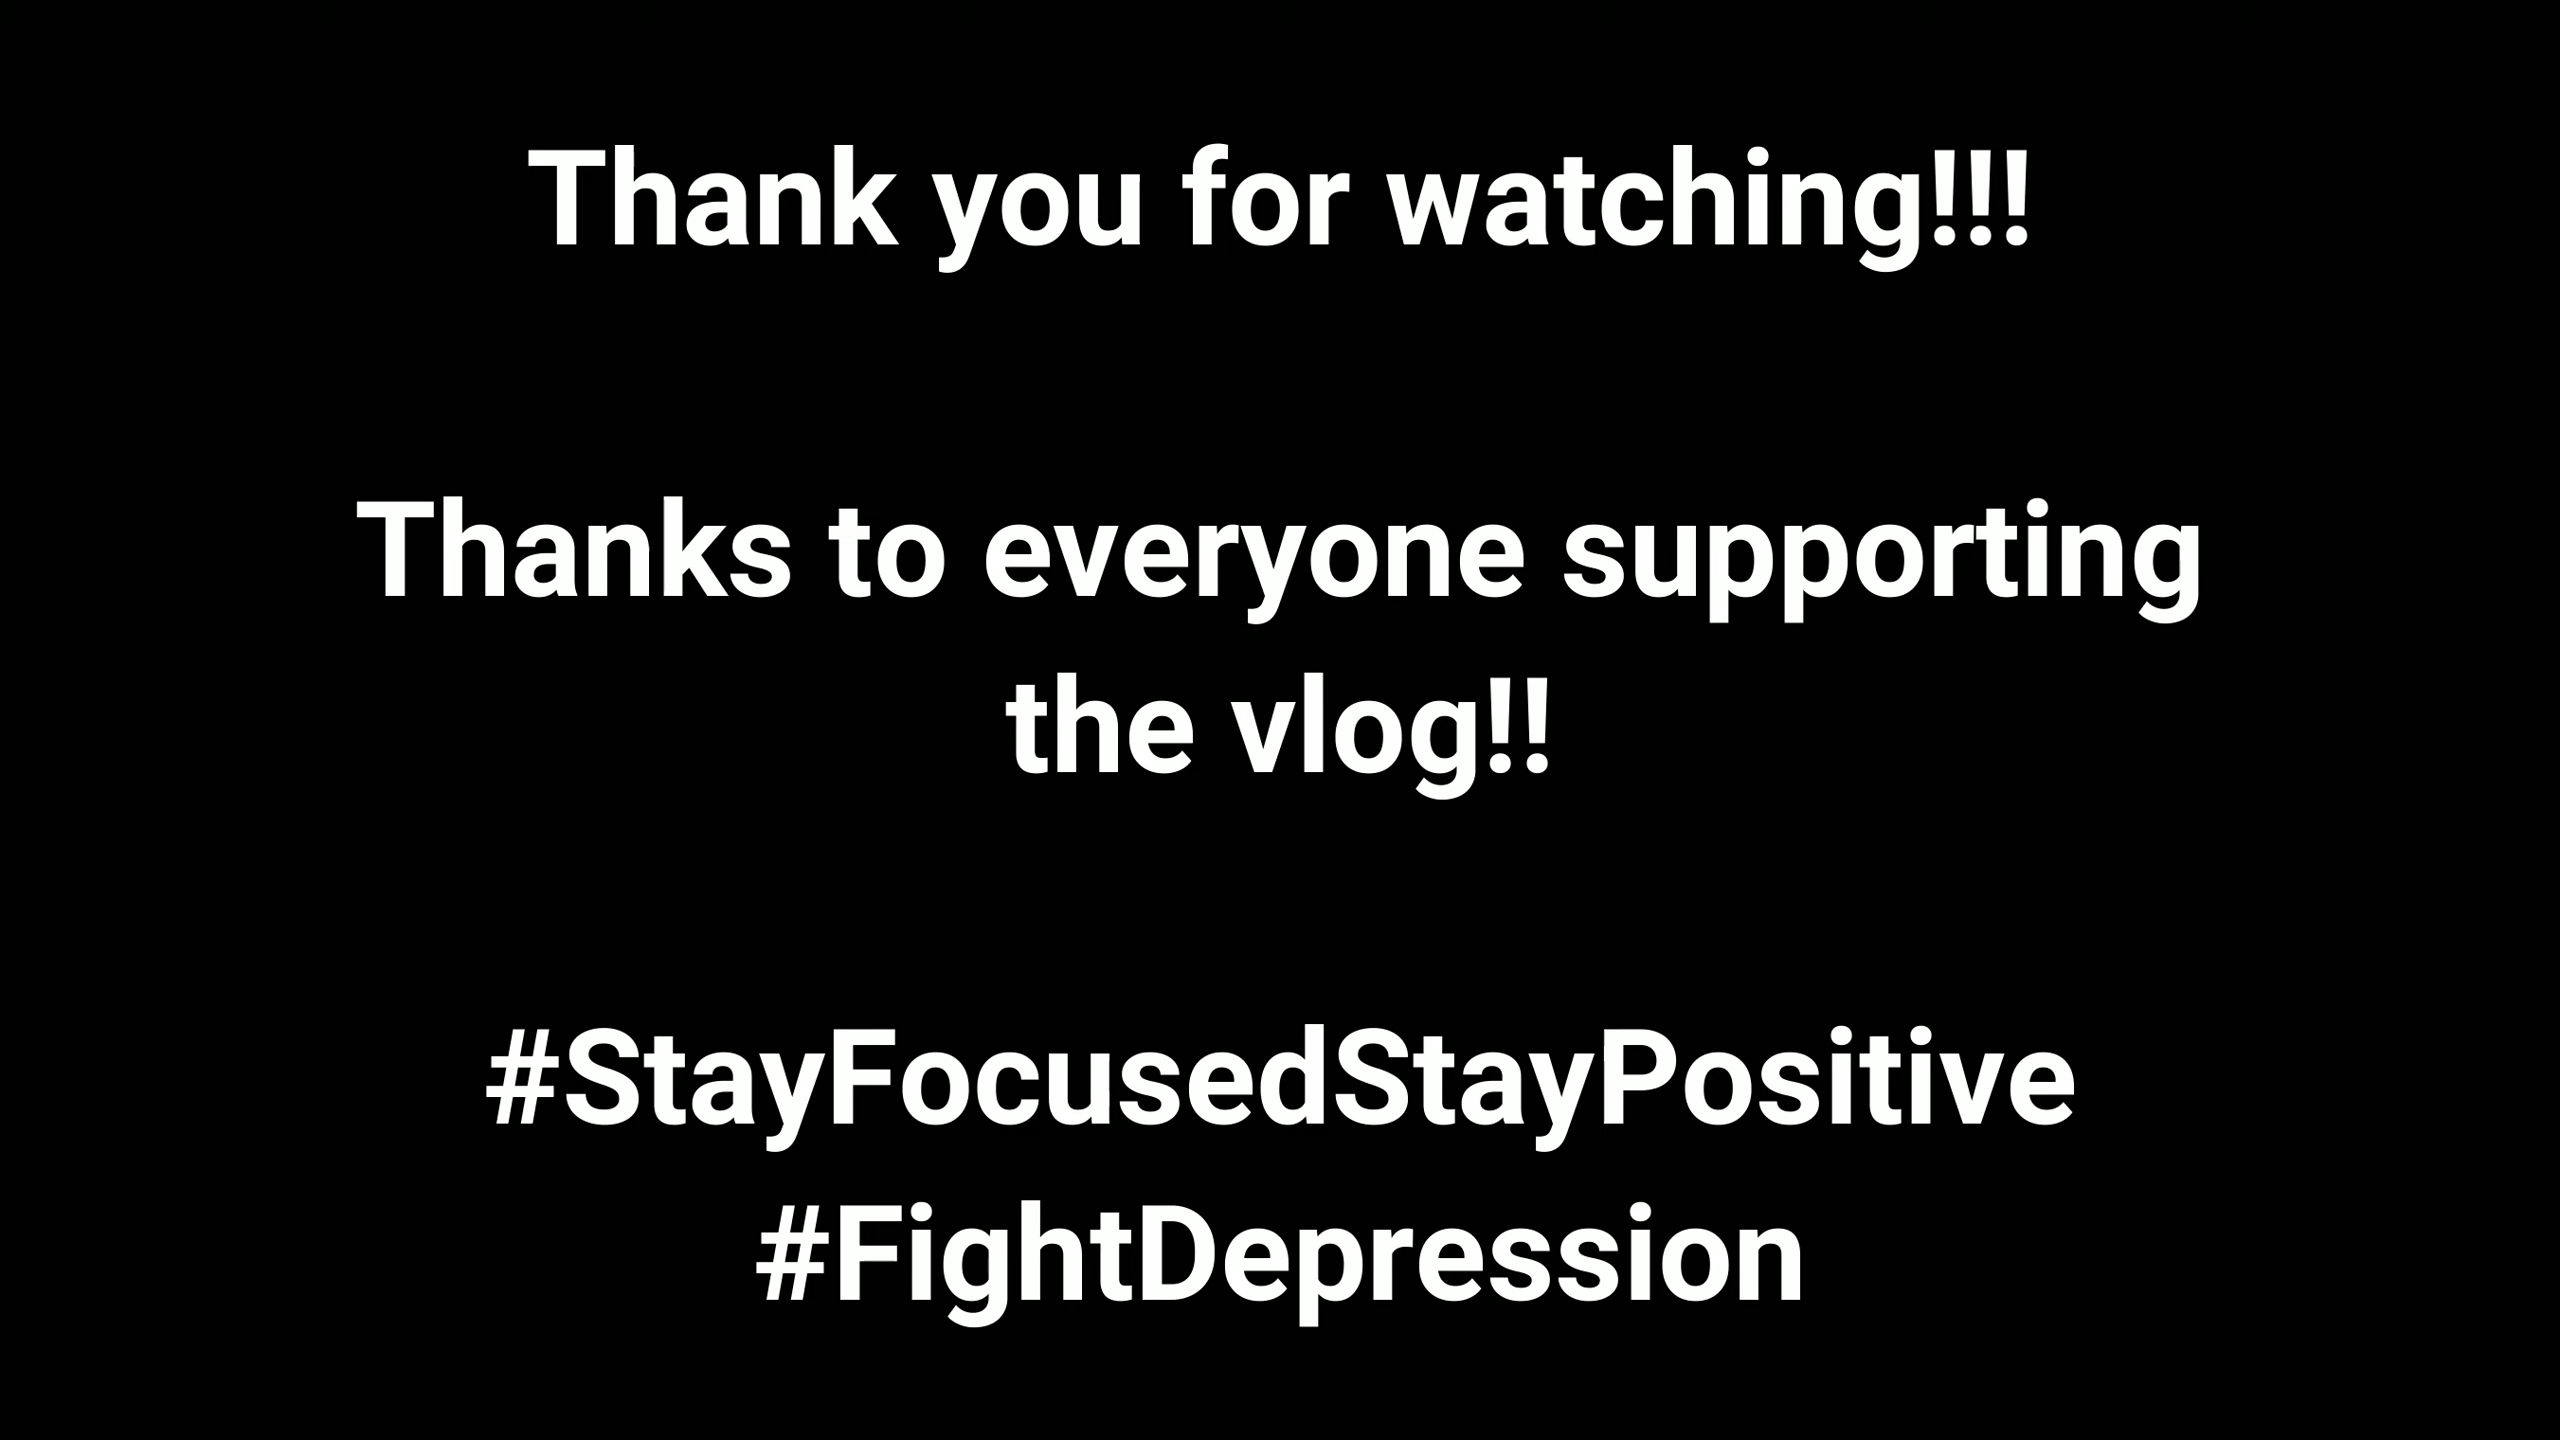 Thank you for watching!!!
Thanks to everyone supporting
the vlog!!
#StayFocusedStayPositive
#FightDepression